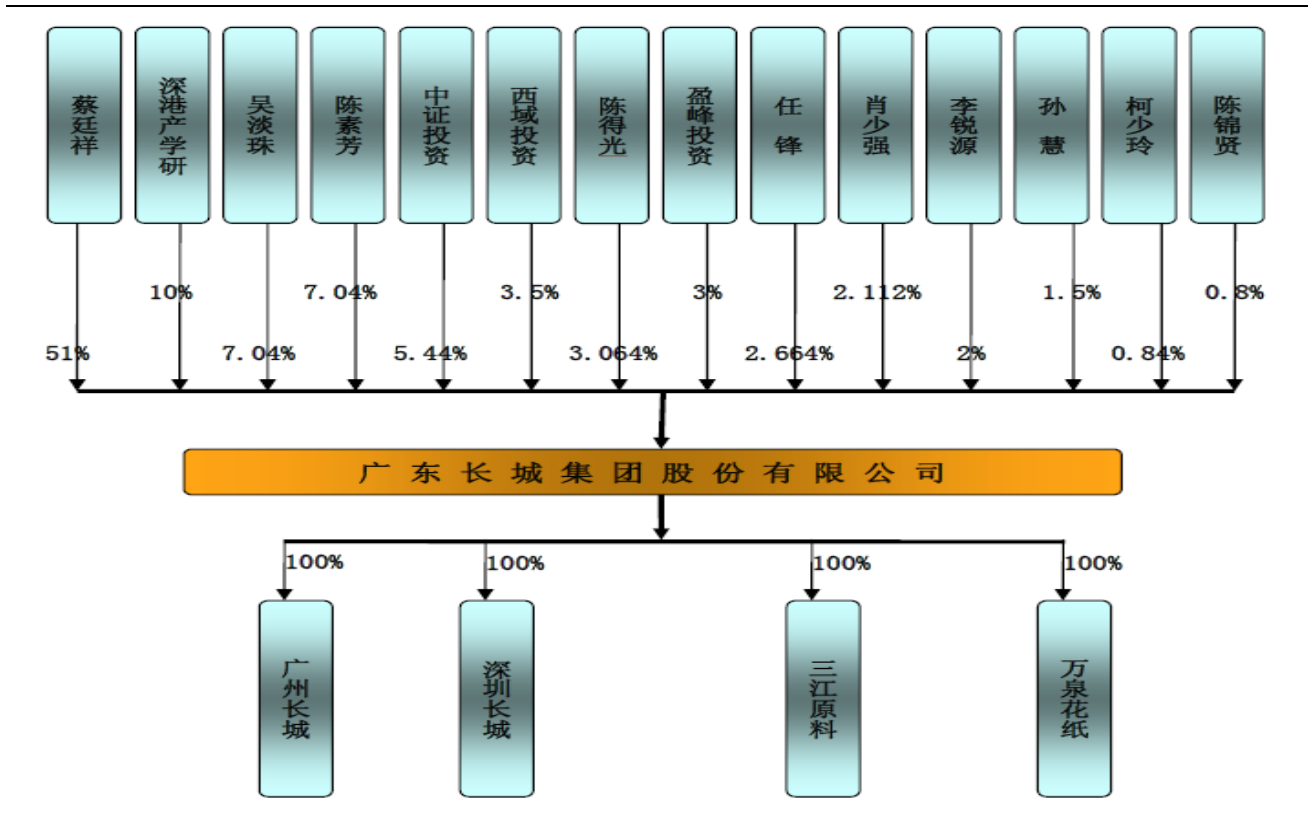 蔡廷祥
深港产学研
吴淡珠
陈素芳
中证投资
西域投资
陈得光
盈峰投资
任锋
肖少强
李锐源
孙慧
柯少玲
陈锦贤
10%
7.04%
3.5%
3%
2.112%
1.5%
0.8%
51%
7.04%
5.44%
3.064%
2.664%
2%
0.84%
广东长城集团股份有限公司
100%
100%
100%
100%
广州长城
深圳长城
三江原料
万泉花纸